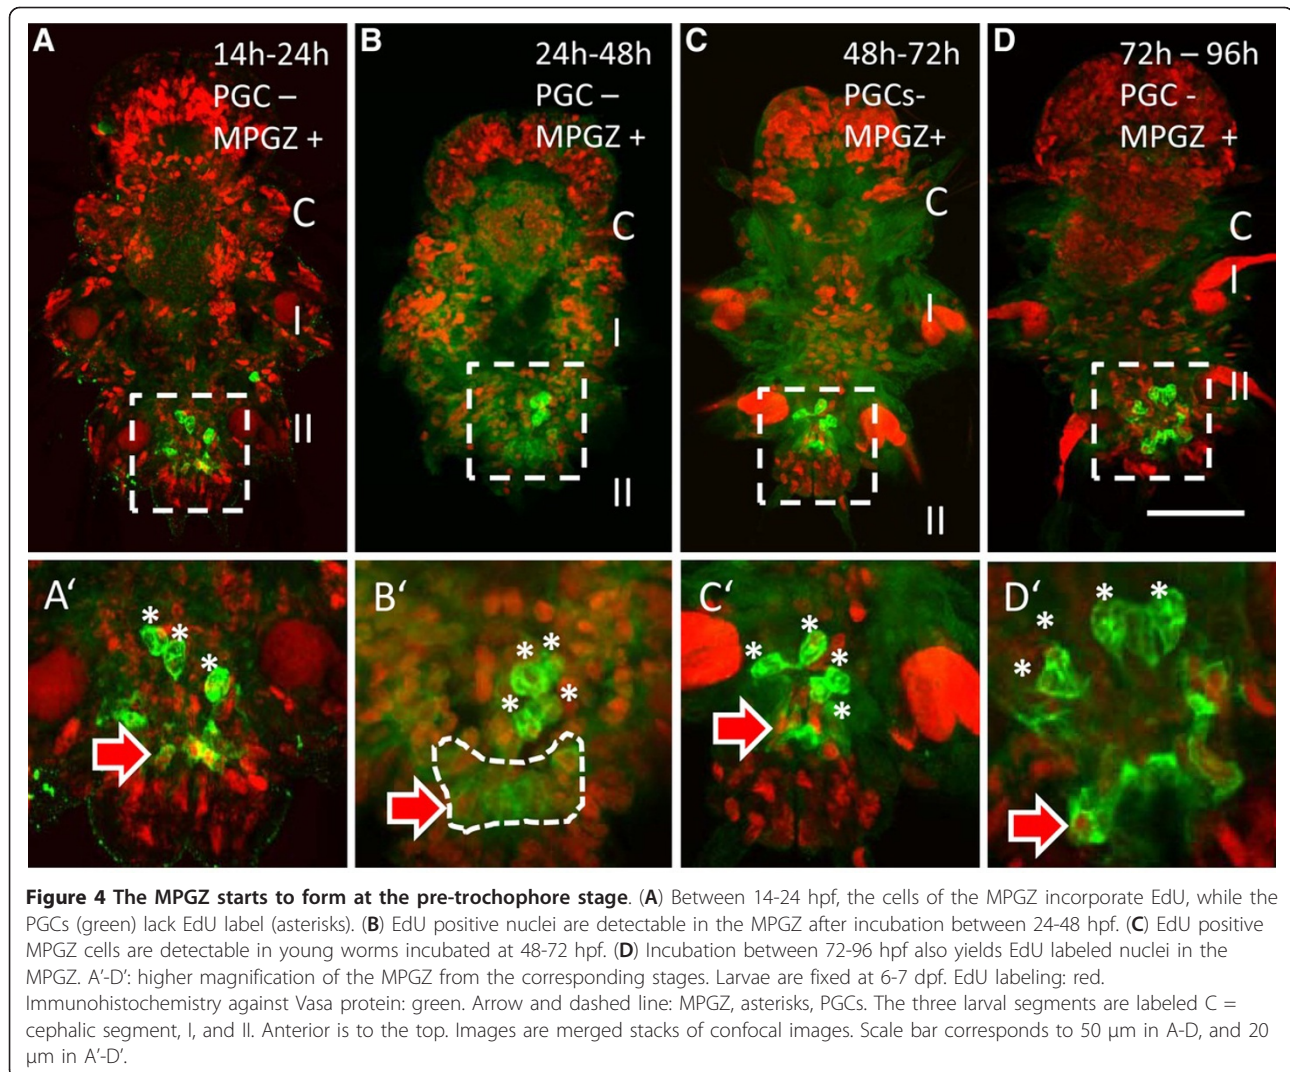 A
14h-24h
PGC –
MPGZ +
C
I
II
B
24h-48h
PGC –
MPGZ +
C
I
II
C
48h-72h
PGCs-
MPGZ+
C
I
II
D
72h – 96h
PGC -
MPGZ +
C
I
II
A‘
*
*
*
B‘
*
*
*
*
C‘
*
*
*
*
D‘
*
*
*
*
Figure 4 The MPGZ starts to form at the pre-trochophore stage. (A) Between 14-24 hpf, the cells of the MPGZ incorporate EdU, while the
PGCs (green) lack EdU label (asterisks). (B) EdU positive nuclei are detectable in the MPGZ after incubation between 24-48 hpf. (C) EdU positive
MPGZ cells are detectable in young worms incubated at 48-72 hpf. (D) Incubation between 72-96 hpf also yields EdU labeled nuclei in the
MPGZ. A’-D’: higher magnification of the MPGZ from the corresponding stages. Larvae are fixed at 6-7 dpf. EdU labeling: red.
Immunohistochemistry against Vasa protein: green. Arrow and dashed line: MPGZ, asterisks, PGCs. The three larval segments are labeled C =
cephalic segment, I, and II. Anterior is to the top. Images are merged stacks of confocal images. Scale bar corresponds to 50 μm in A-D, and 20
μm in A’-D’.